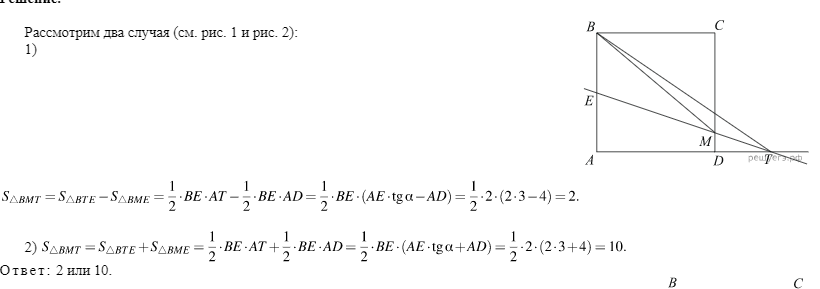 Решение.
Рассмотрим два случая (см. рис. 1 и рис. 2):
1)
B
C
E
M
A
D
T
решуегэ.рф
S△BMT = S△BTE − S△BME = 1/2 · BE · AT − 1/2 · BE · AD = 1/2 · BE · (AE · tg α − AD) = 1/2 · 2 · (2 · 3 − 4) = 2.
2) S△BMT = S△BTE + S△BME = 1/2 · BE · AT + 1/2 · BE · AD = 1/2 · BE · (AE · tg α + AD) = 1/2 · 2 · (2 · 3 + 4) = 10.
Ответ: 2 или 10.
B
C